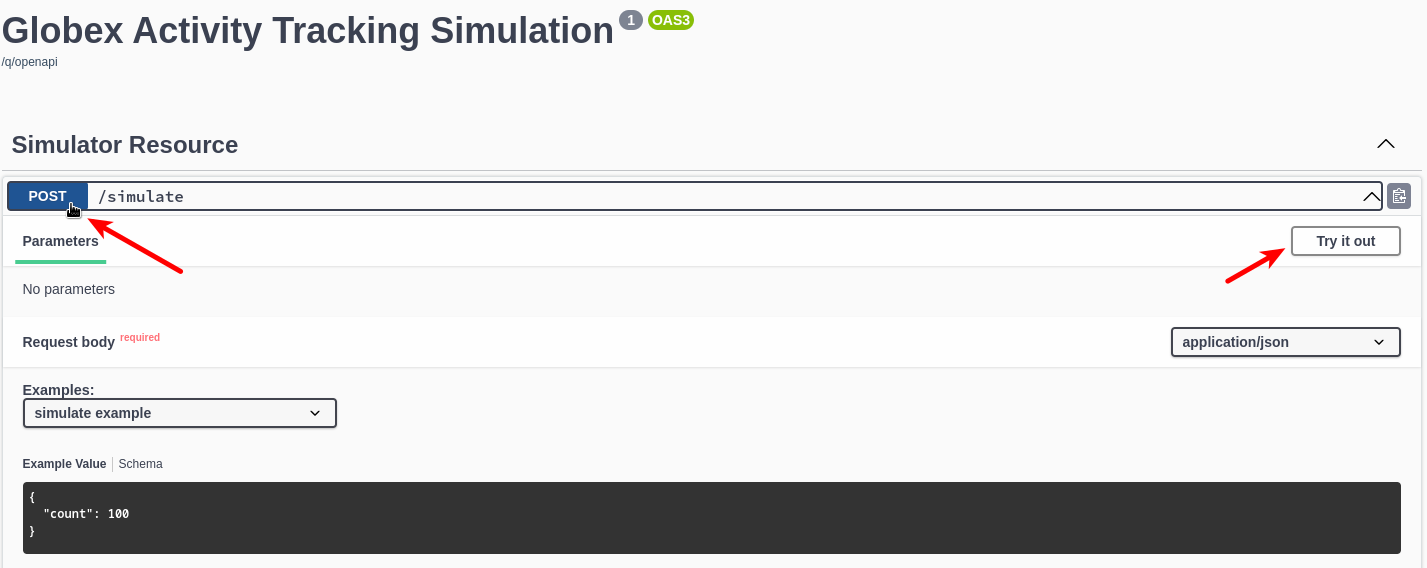 Globex Activity Tracking Simulation 1 OAS3
/q/openapi
Simulator Resource
POST /simulate
Parameters Try it out
No parameters
Request body required application/json
Examples:
simulate example
Example Value Schema
{
"count": 100
}